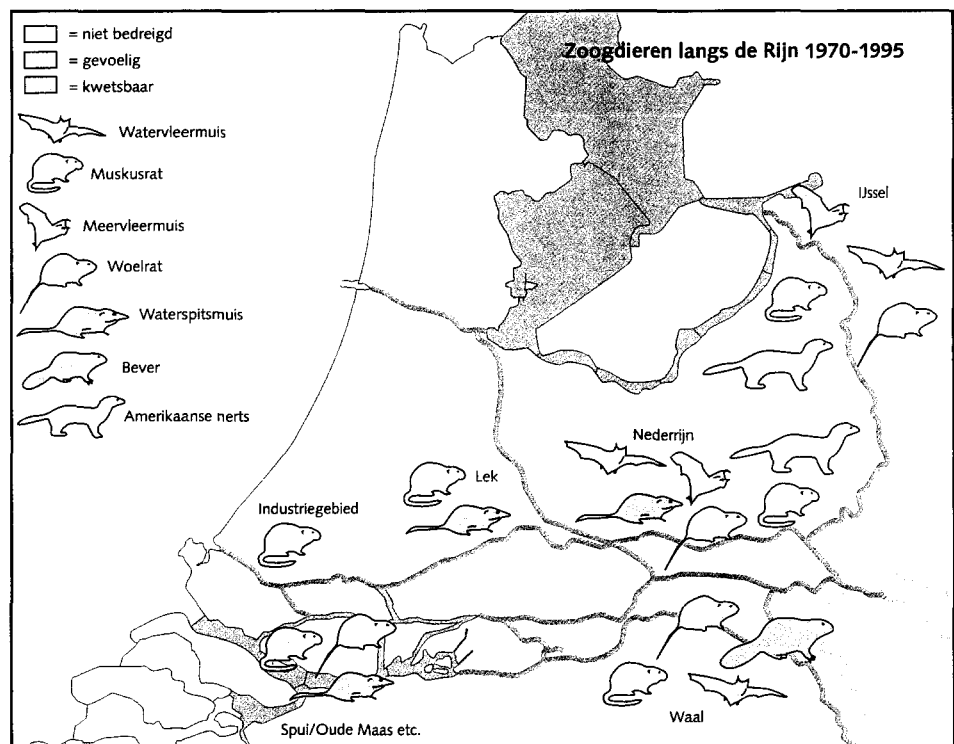 Zoogdieren langs de Rijn 1970-1995
= niet bedreigd
= gevoelig
= kwetsbaar
Watervleermuis
Muskusrat
Meervleermuis
Woelrat
Waterspitsmuis
Bever
Amerikaanse nerts
IJssel
Nederrijn
Lek
Industriegebied
Waal
Spui/Oude Maas etc.